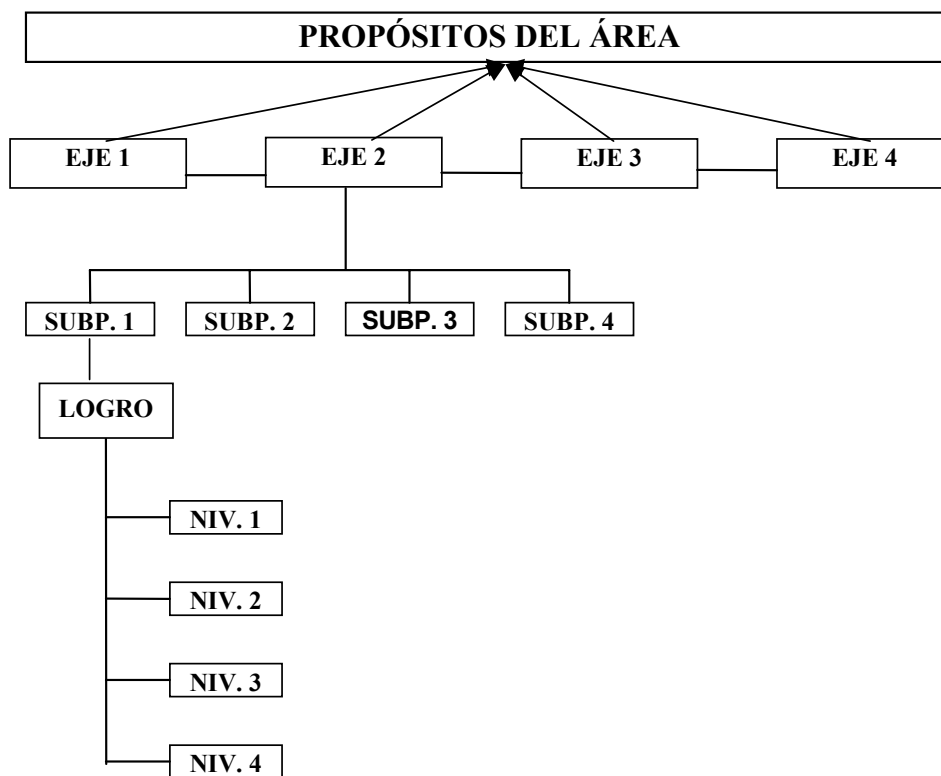 PROPÓSITOS DEL ÁREA
EJE 1
EJE 2
EJE 3
EJE 4
SUBP. 1
SUBP. 2
SUBP. 3
SUBP. 4
LOGRO
NIV. 1
NIV. 2
NIV. 3
NIV. 4